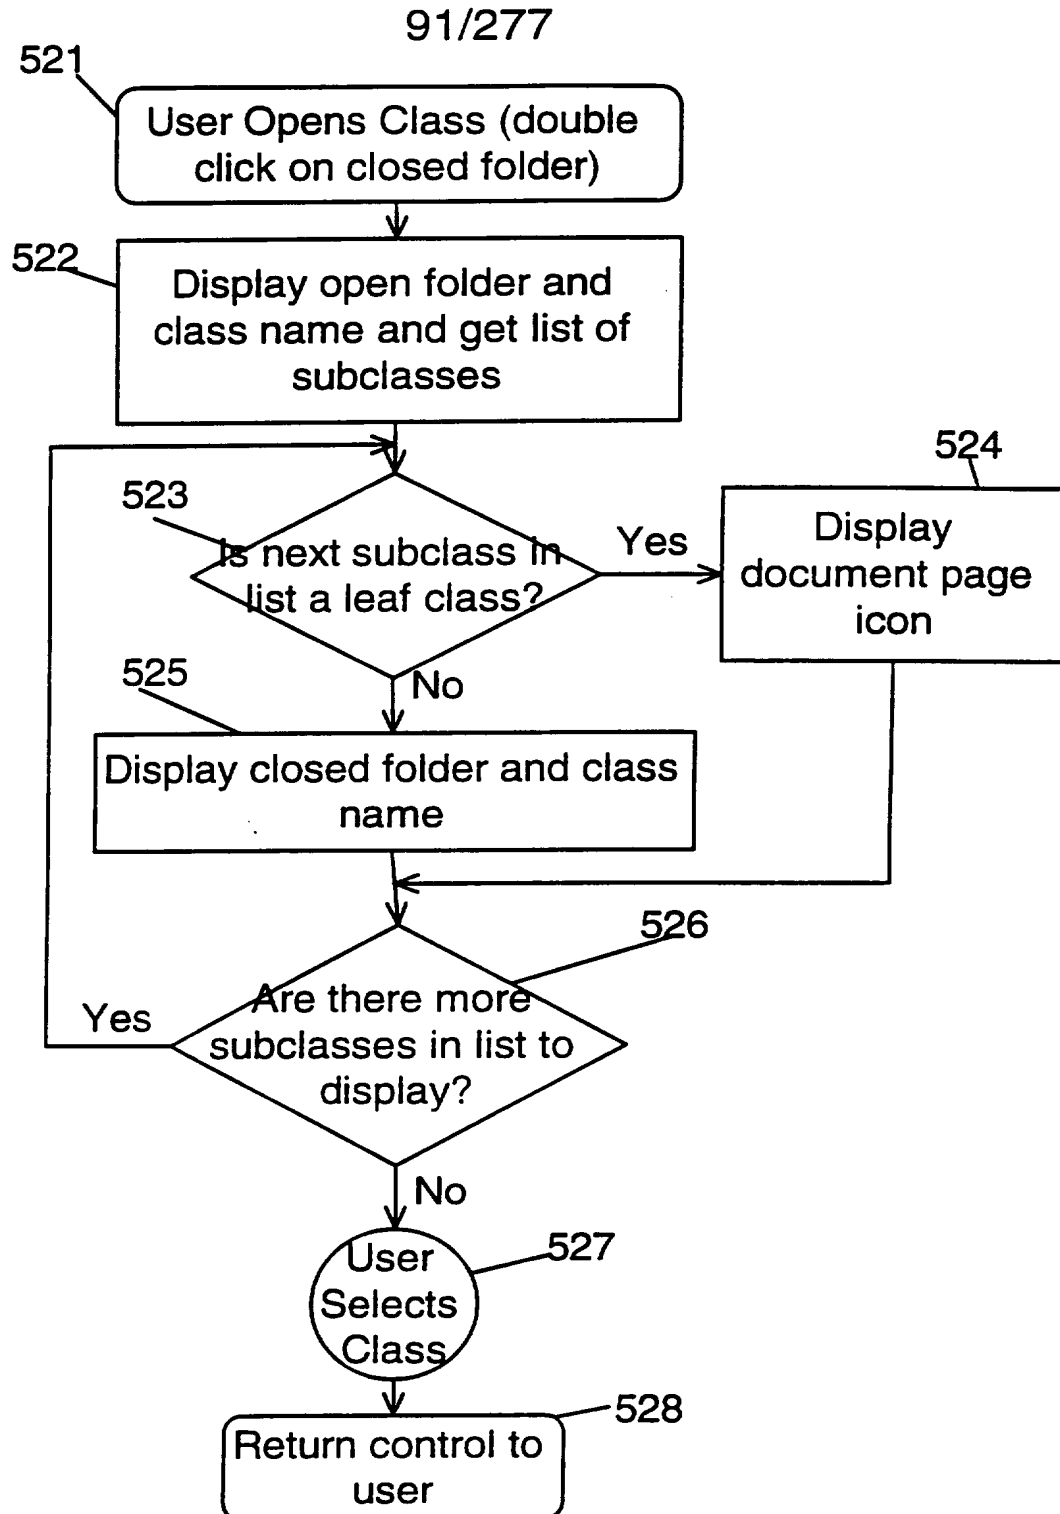 91/277
521
User Opens Class (double
click on closed folder)
522
Display open folder and
class name and get list of
subclasses
523
Is next subclass in
list a leaf class?
Yes
524
Display
document page
icon
No
525
Display closed folder and class
name
526
Are there more
subclasses in list to
display?
Yes
No
527
User
Selects
Class
528
Return control to
user